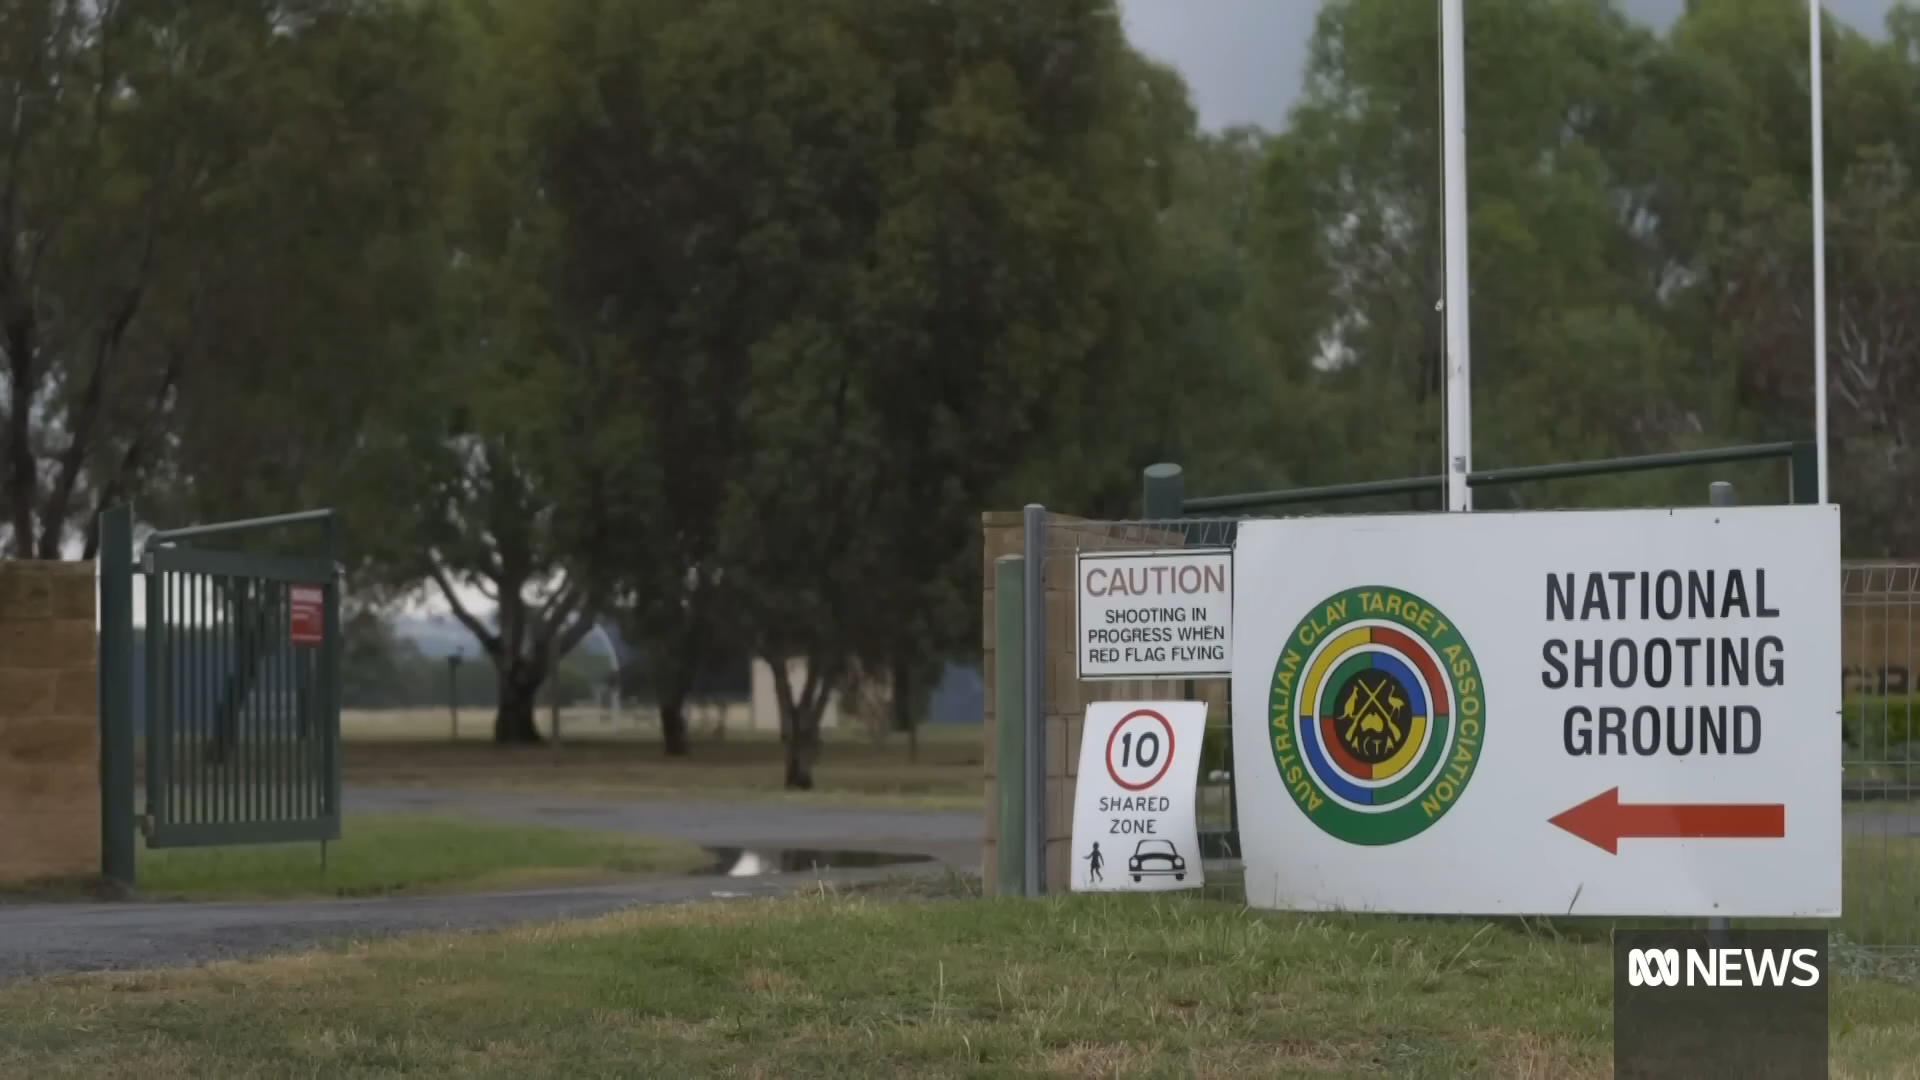 CAUTION
SHOOTING IN
PROGRESS WHEN
RED FLAG FLYING
10
SHARED
ZONE
AUSTRALIAN CLAY TARGET ASSOCIATION
ACTA
NATIONAL
SHOOTING
GROUND
NEWS